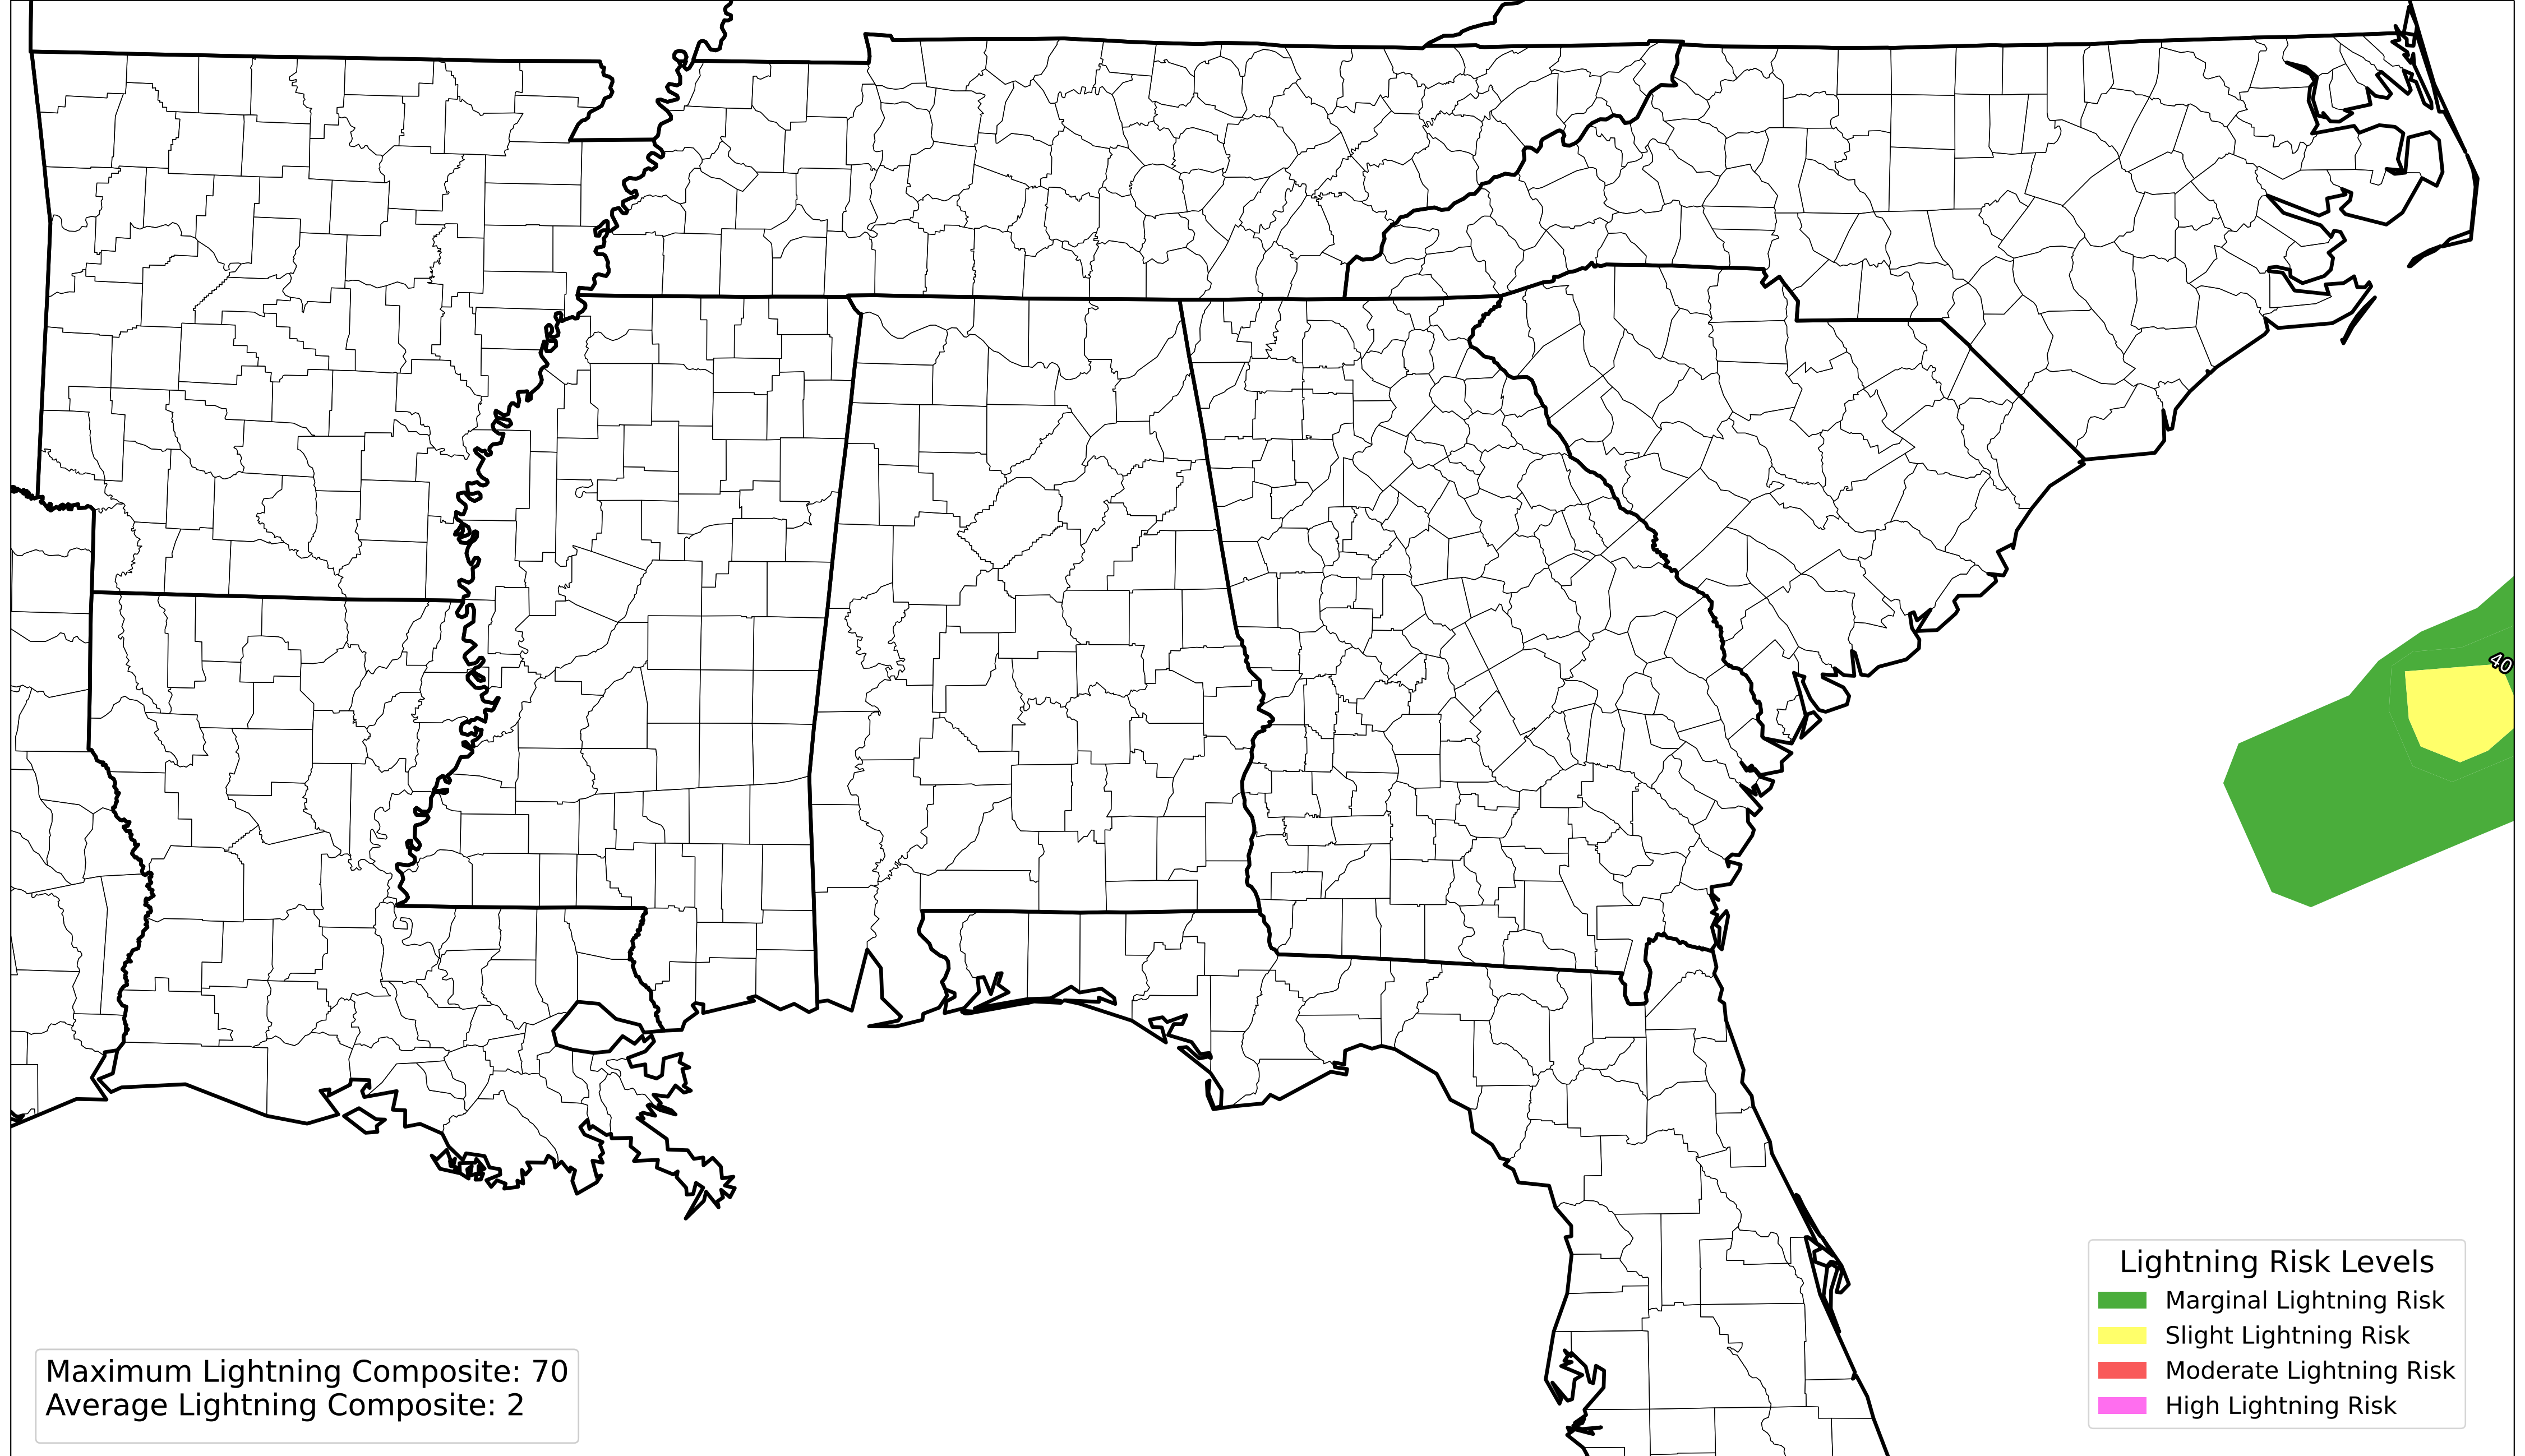 40
Lightning Risk Levels
Marginal Lightning Risk
Slight Lightning Risk
Moderate Lightning Risk
High Lightning Risk
Maximum Lightning Composite: 70
Average Lightning Composite: 2